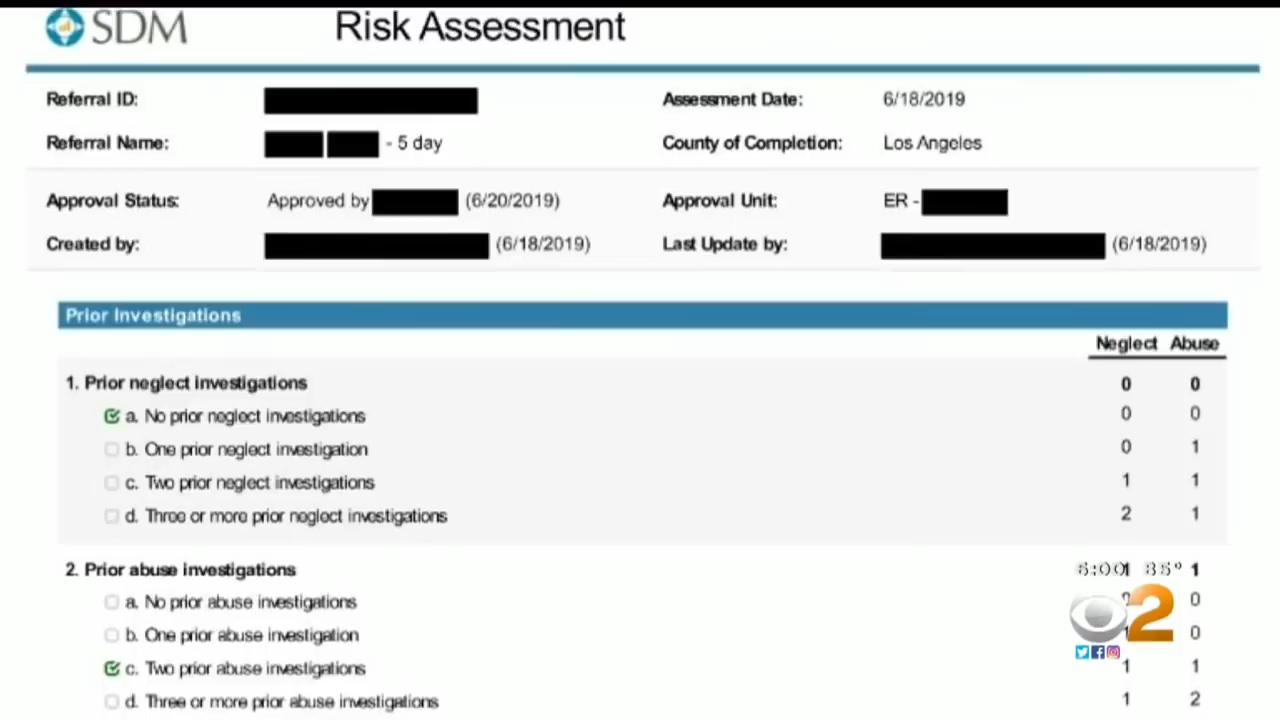 SDM Risk Assessment
Referral ID: Assessment Date: 6/18/2019
Referral Name: - 5 day County of Completion: Los Angeles
Approval Status: Approved by (6/20/2019) Approval Unit: ER -
Created by: (6/18/2019) Last Update by: (6/18/2019)
Prior Investigations
Neglect Abuse
1. Prior neglect investigations 0 0
a. No prior neglect investigations 0 0
b. One prior neglect investigation 0 1
c. Two prior neglect investigations 1 1
d. Three or more prior neglect investigations 2 1
2. Prior abuse investigations 1
6:00 85°
a. No prior abuse investigations 0
b. One prior abuse investigation 0
2
c. Two prior abuse investigations 1 1
d. Three or more prior abuse investigations 1 2